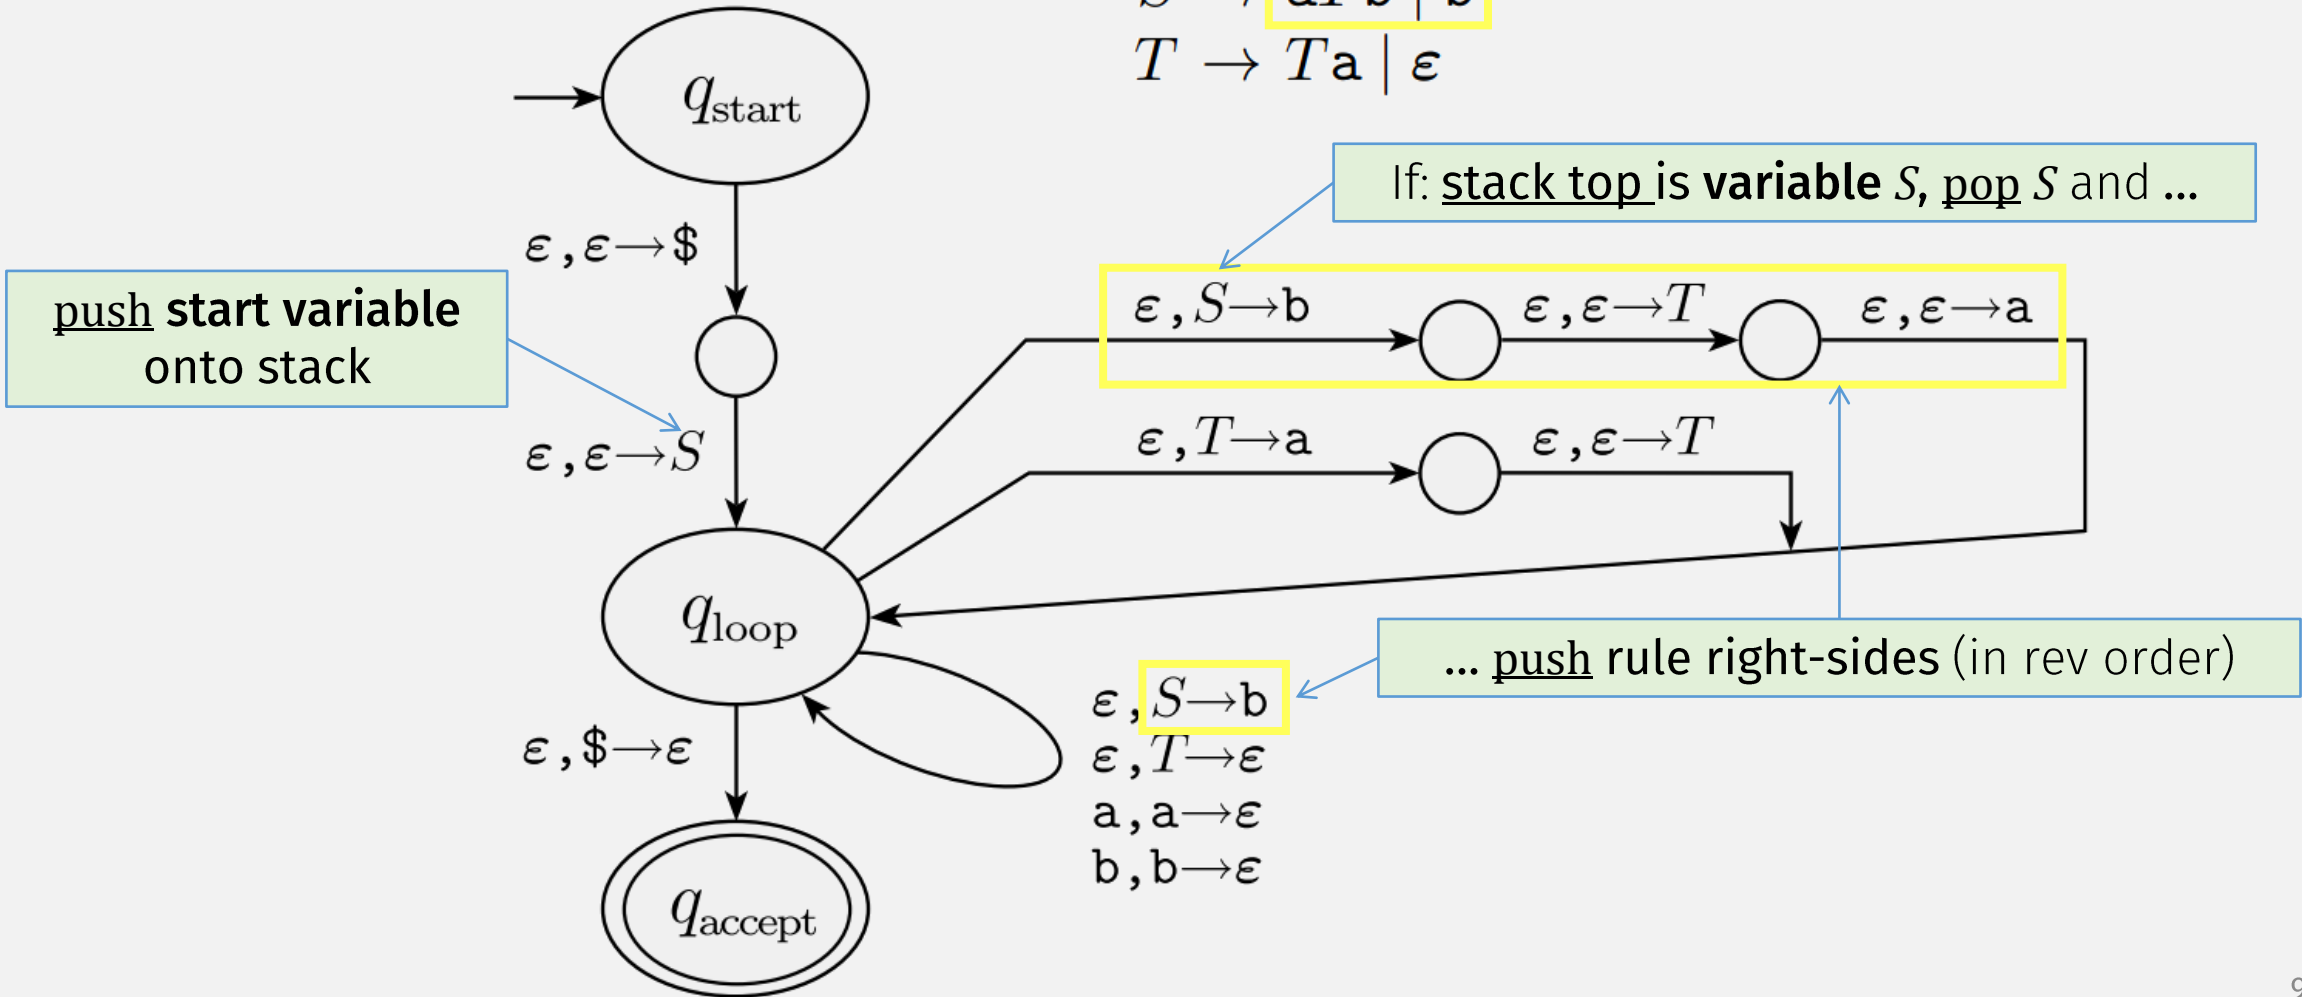 S → aTb | b
T → Ta | ε
q_start
If: stack top is variable S, pop S and ...
ε,ε→$
push start variable
onto stack
ε,S→b
ε,ε→T
ε,ε→a
ε,T→a
ε,ε→T
ε,ε→S
q_loop
... push rule right-sides (in rev order)
ε,S→b
ε,T→ε
a,a→ε
b,b→ε
ε,$→ε
q_accept